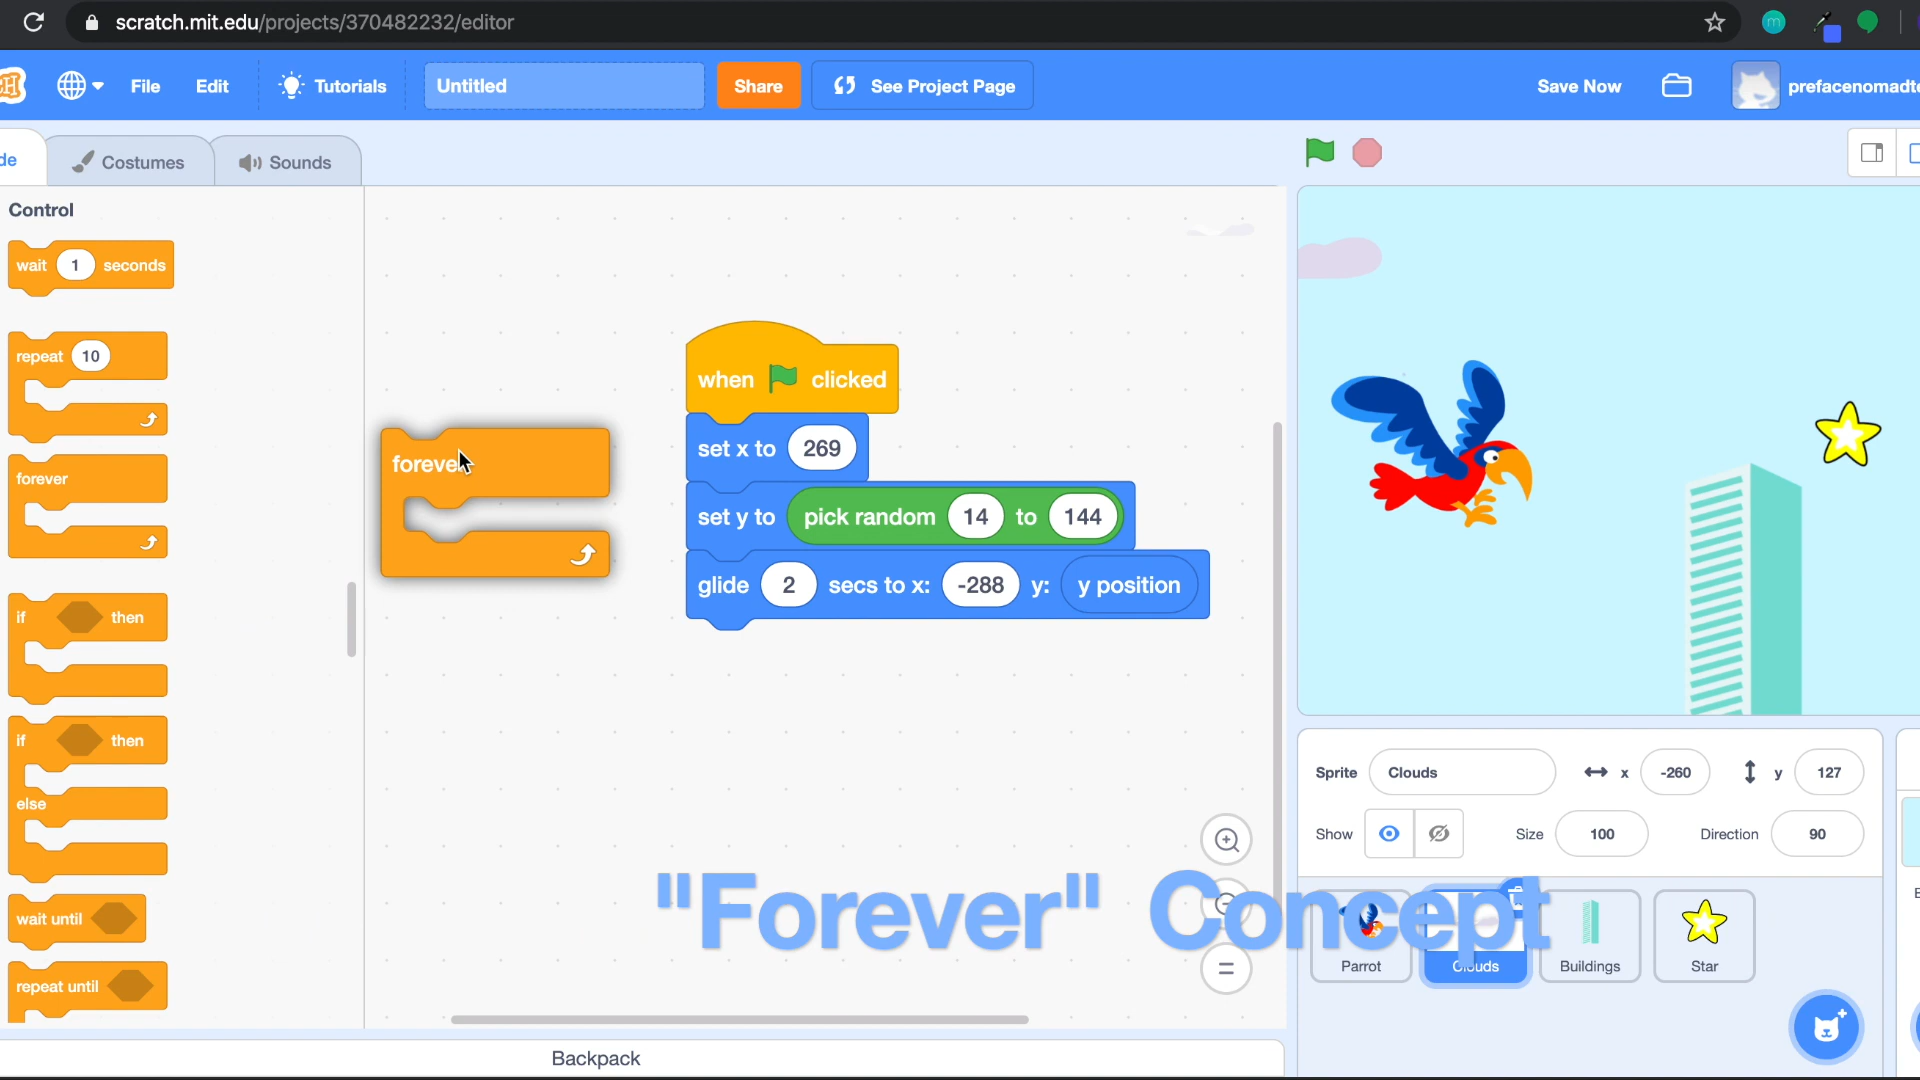 scratch.mit.edu/projects/370482232/editor
File
Edit
Tutorials
Untitled
Share
See Project Page
Save Now
prefacenomadte
de
Costumes
Sounds
Control
wait 1 seconds
repeat 10
forever
if then
if then
else
wait until
repeat until
forever
when clicked
set x to 269
set y to pick random 14 to 144
glide 2 secs to x: -288 y: y position
Sprite Clouds x -260 y 127
Show Size 100 Direction 90
"Forever" Concept
Parrot
Clouds
Buildings
Star
Backpack